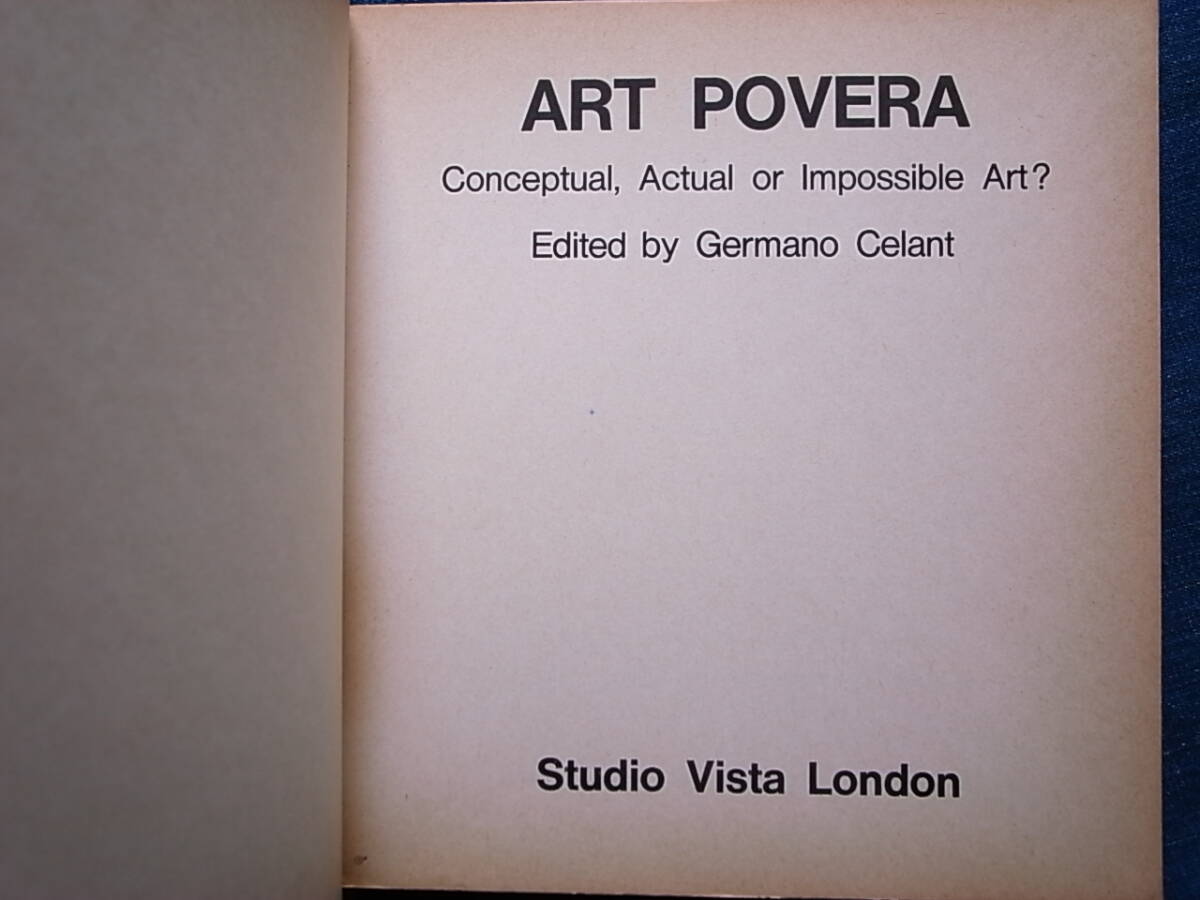 ART POVERA
Conceptual, Actual or Impossible Art?
Edited by Germano Celant
Studio Vista London